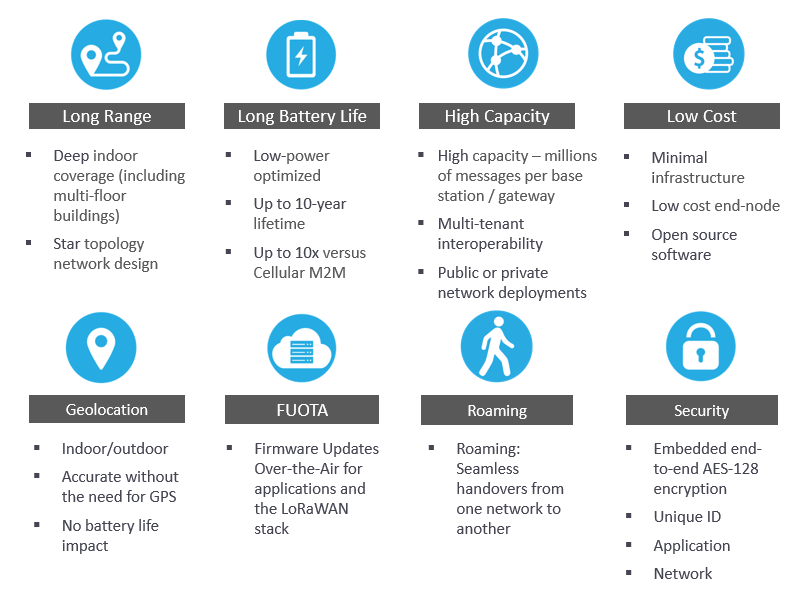 Long Range
Deep indoor
coverage (including
multi-floor
buildings)
Star topology
network design
Long Battery Life
Low-power
optimized
Up to 10-year
lifetime
Up to 10x versus
Cellular M2M
High Capacity
High capacity – millions
of messages per base
station / gateway
Multi-tenant
interoperability
Public or private
network deployments
Low Cost
Minimal
infrastructure
Low cost end-node
Open source
software
Geolocation
Indoor/outdoor
Accurate without
the need for GPS
No battery life
impact
FUOTA
Firmware Updates
Over-the-Air for
applications and
the LoRaWAN
stack
Roaming
Roaming:
Seamless
handovers from
one network to
another
Security
Embedded end-
to-end AES-128
encryption
Unique ID
Application
Network